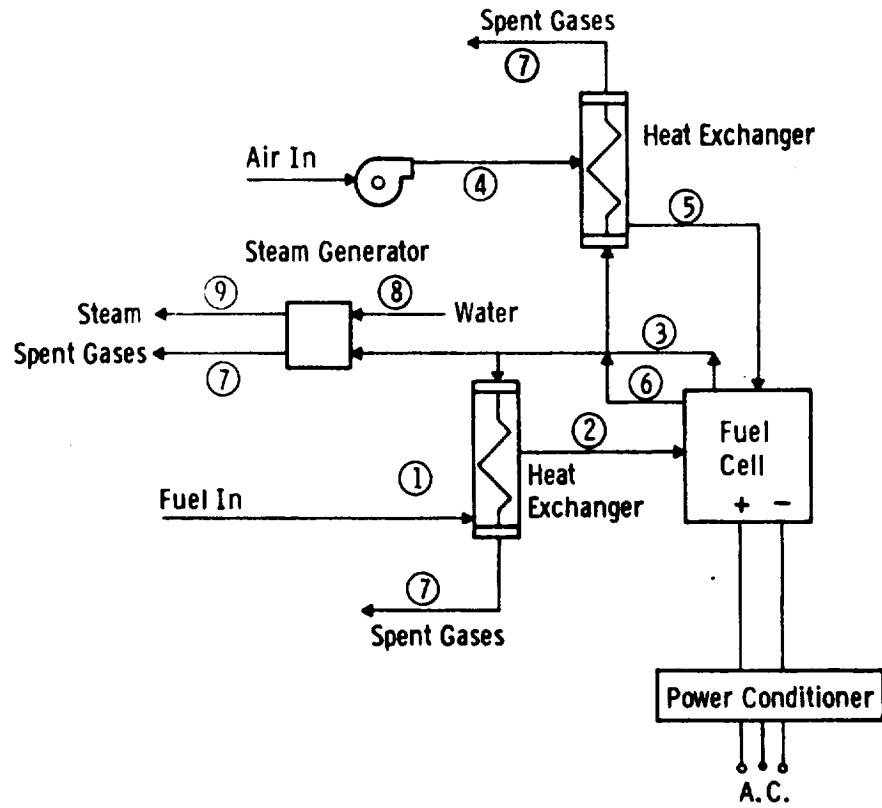 Spent Gases
⑦
Heat Exchanger
Air In
④
⑤
Steam Generator
⑨
⑧
Steam
Water
③
Spent Gases
⑦
⑥
②
Fuel
Cell
①
Heat
Exchanger
Fuel In
+ −
⑦
Spent Gases
Power Conditioner
A.C.